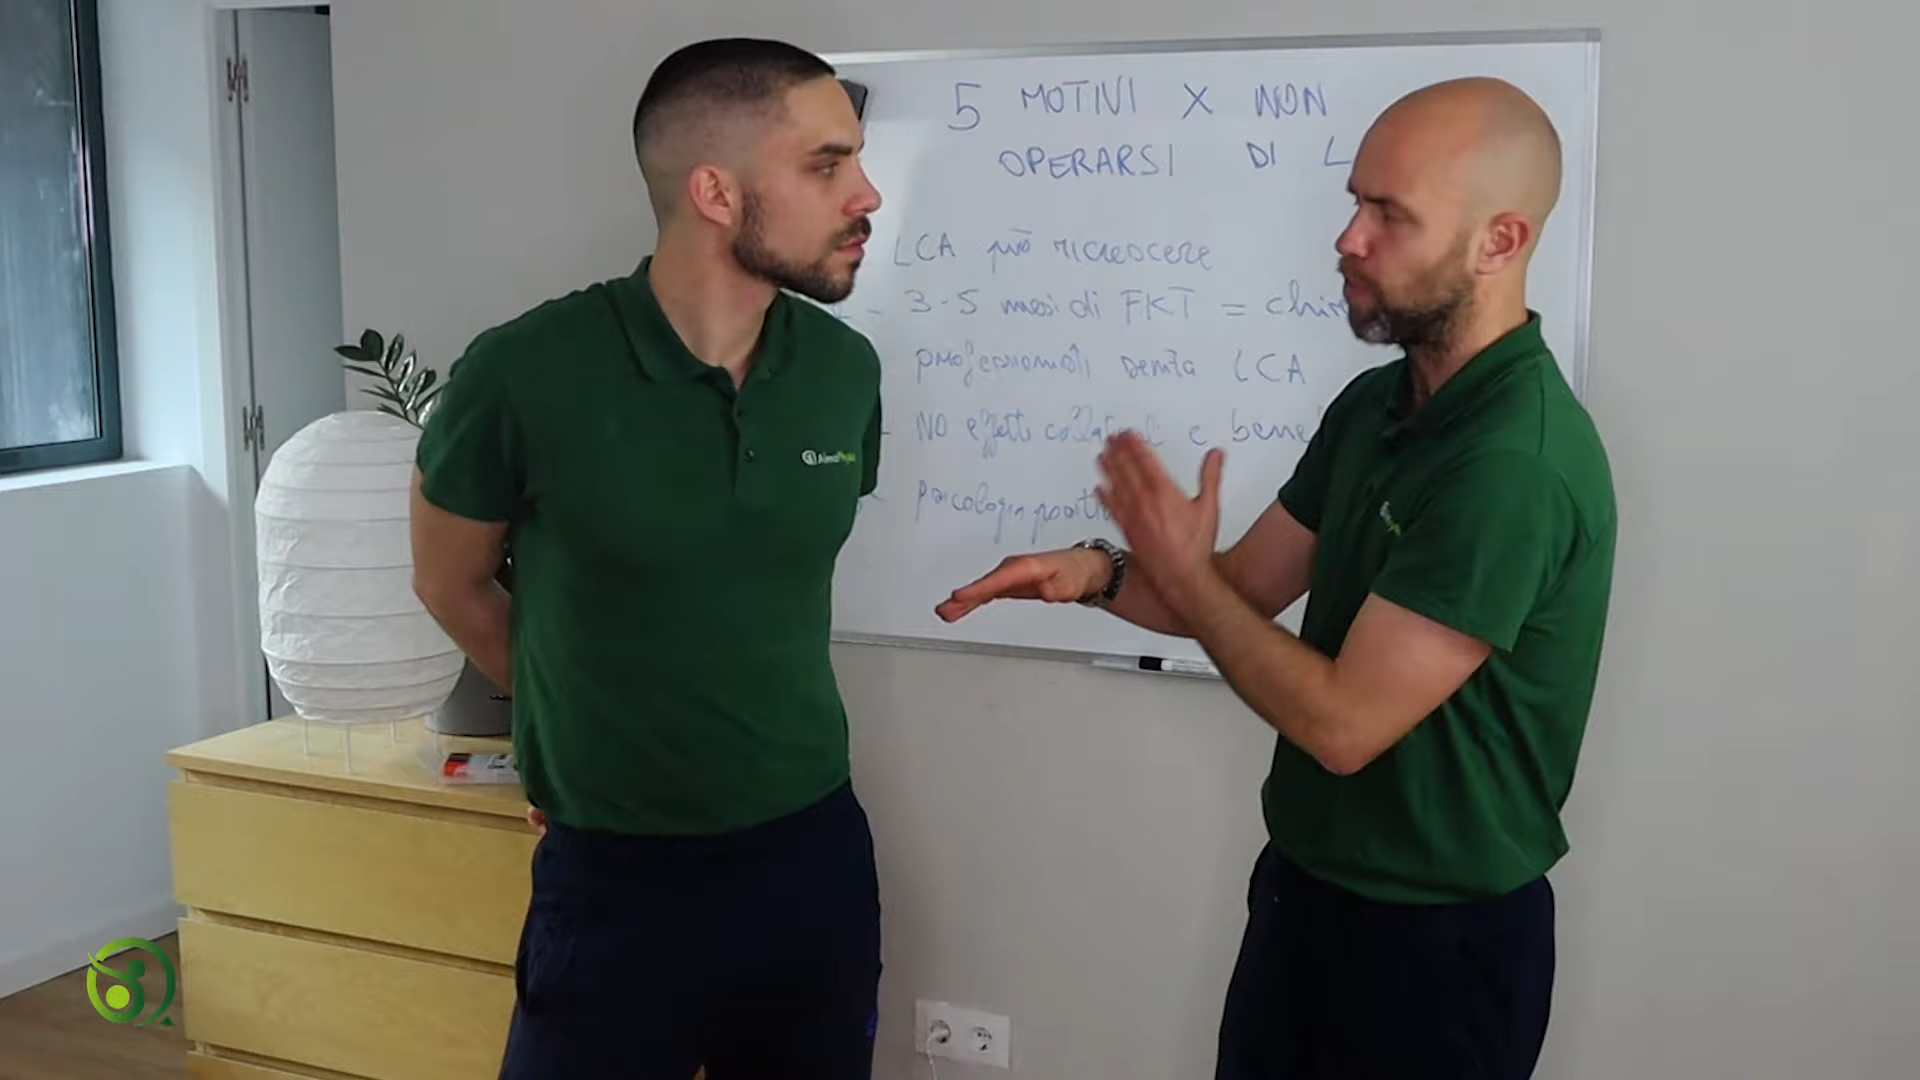 5 MOTIVI X NON
OPERARSI DI L
LCA può ricrescere
- 3-5 mesi di FKT = chir
professionisti senza LCA
- NO effetti collaterali e bene
psicologia positiva
AlmaPhysio